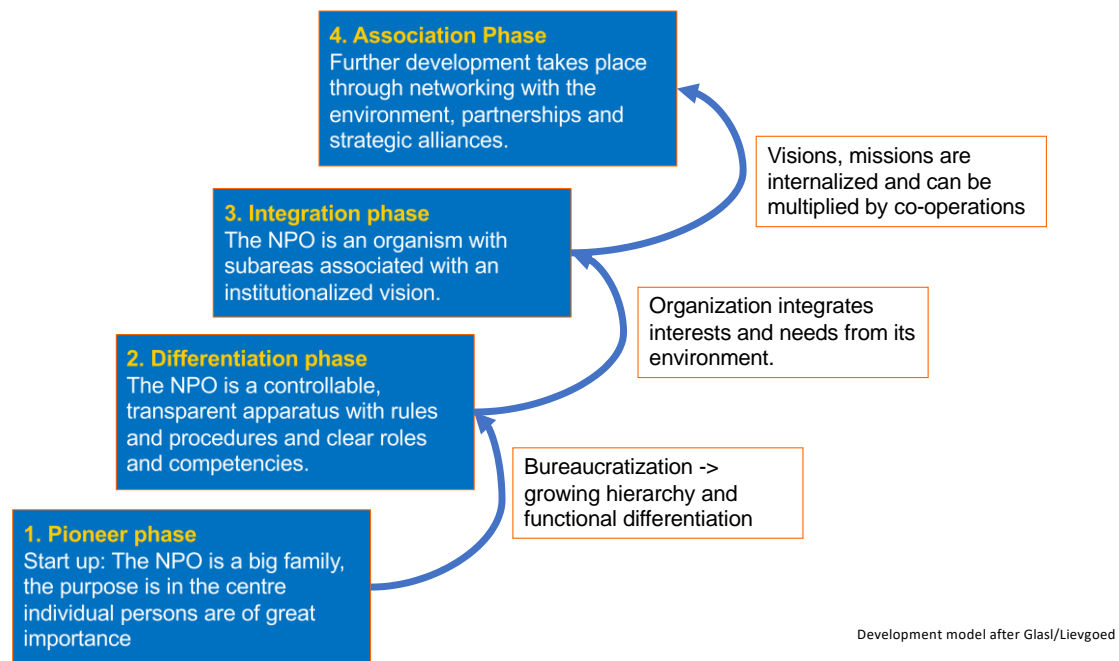 4. Association Phase
Further development takes place
through networking with the
environment, partnerships and
strategic alliances.
Visions, missions are
internalized and can be
multiplied by co-operations
3. Integration phase
The NPO is an organism with
subareas associated with an
institutionalized vision.
Organization integrates
interests and needs from its
environment.
2. Differentiation phase
The NPO is a controllable,
transparent apparatus with rules
and procedures and clear roles
and competencies.
Bureaucratization ->
growing hierarchy and
functional differentiation
1. Pioneer phase
Start up: The NPO is a big family,
the purpose is in the centre
individual persons are of great
importance
Development model after Glasl/Lievgoed